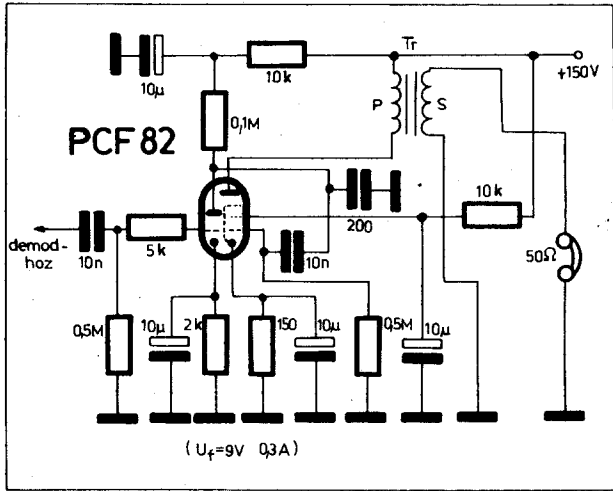 Tr
10µ
10k
+150V
P
S
0,1M
PCF 82
200
10k
demod-
hoz
10n
5k
10n
50Ω
0,5M
10µ
2k
150
10µ
0,5M
10µ
( Uf=9V 0,3A )